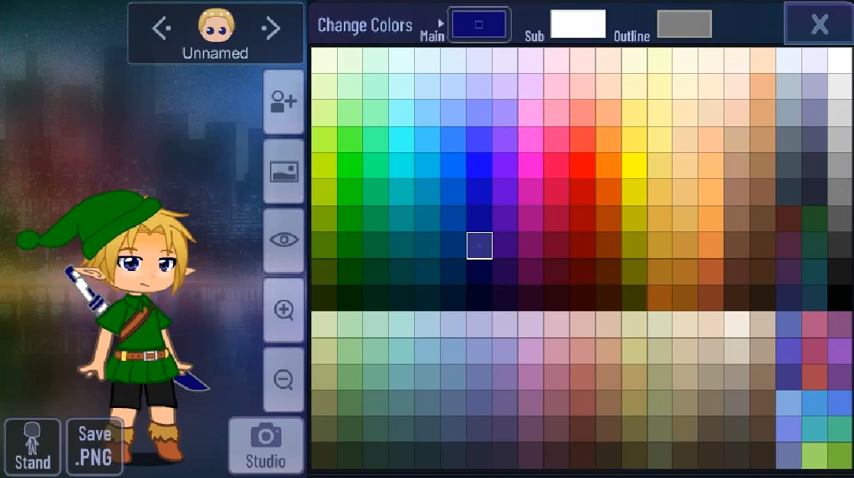 Unnamed
Change Colors
Main
Sub
Outline
X
Stand
Save
.PNG
Studio